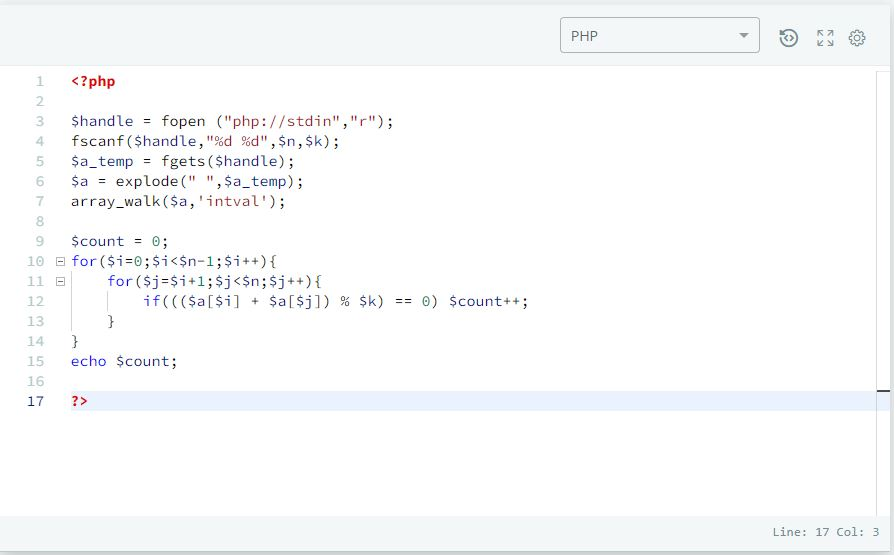 PHP
1 <?php
2
3 $handle = fopen ("php://stdin","r");
4 fscanf($handle,"%d %d",$n,$k);
5 $a_temp = fgets($handle);
6 $a = explode(" ",$a_temp);
7 array_walk($a,'intval');
8
9 $count = 0;
10 for($i=0;$i<$n-1;$i++){
11     for($j=$i+1;$j<$n;$j++){
12         if((($a[$i] + $a[$j]) % $k) == 0) $count++;
13     }
14 }
15 echo $count;
16
17 ?>
Line: 17 Col: 3